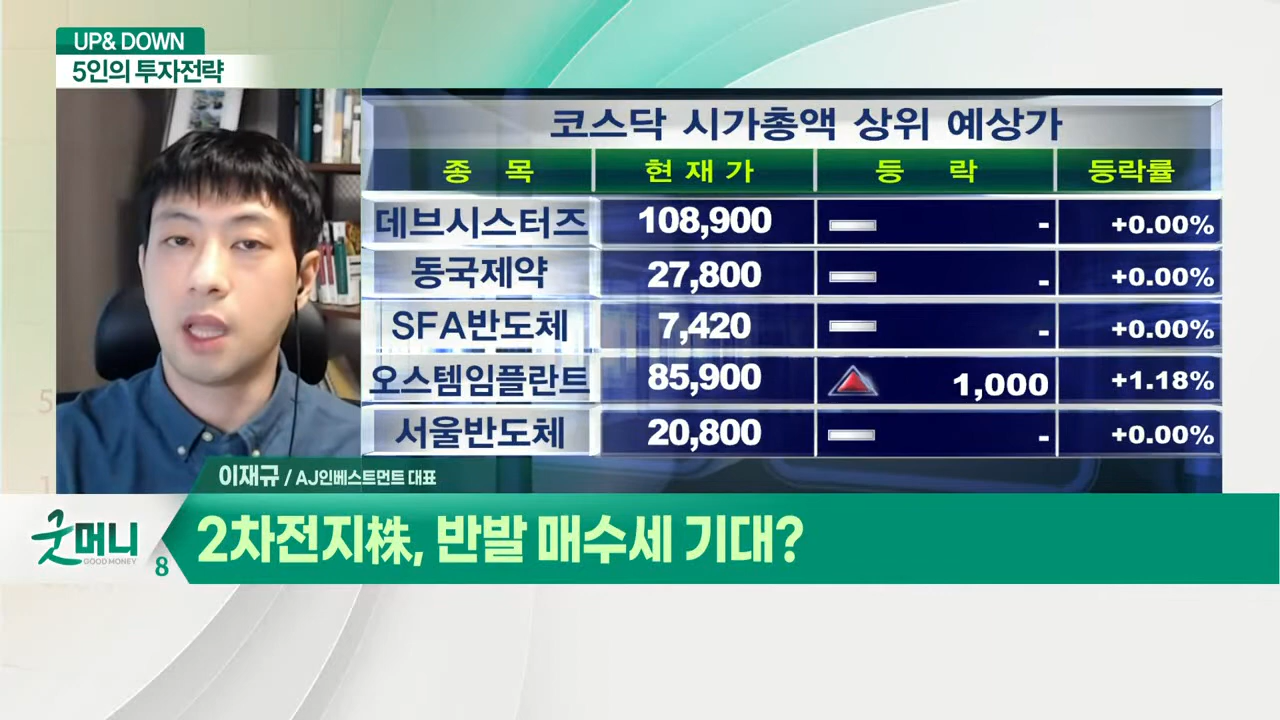 UP& DOWN
5인의 투자전략
코스닥 시가총액 상위 예상가
종 목 현 재 가 등 락 등락률
데브시스터즈 108,900 - +0.00%
동국제약 27,800 - +0.00%
SFA반도체 7,420 - +0.00%
오스템임플란트 85,900 ▲ 1,000 +1.18%
서울반도체 20,800 - +0.00%
이재규 / AJ인베스트먼트 대표
굿머니
GOOD MONEY
8
2차전지株, 반발 매수세 기대?
5
1